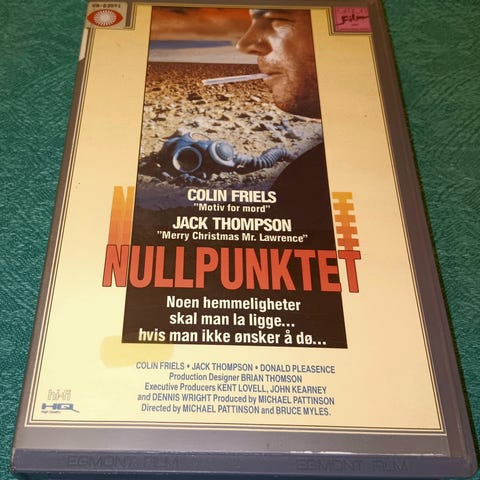 film
COLIN FRIELS
"Motiv for mord"
JACK THOMPSON
"Merry Christmas Mr. Lawrence"
NULLPUNKTET
Noen hemmeligheter
skal man la ligge...
hvis man ikke ønsker å dø...
COLIN FRIELS • JACK THOMPSON • DONALD PLEASENCE
Production Designer BRIAN THOMSON
Executive Producers KENT LOVELL, JOHN KEARNEY
and DENNIS WRIGHT Produced by MICHAEL PATTINSON
Directed by MICHAEL PATTINSON and BRUCE MYLES.
hi-fi
HQ
High Quality
EGMONT FILM EGMONT FILM